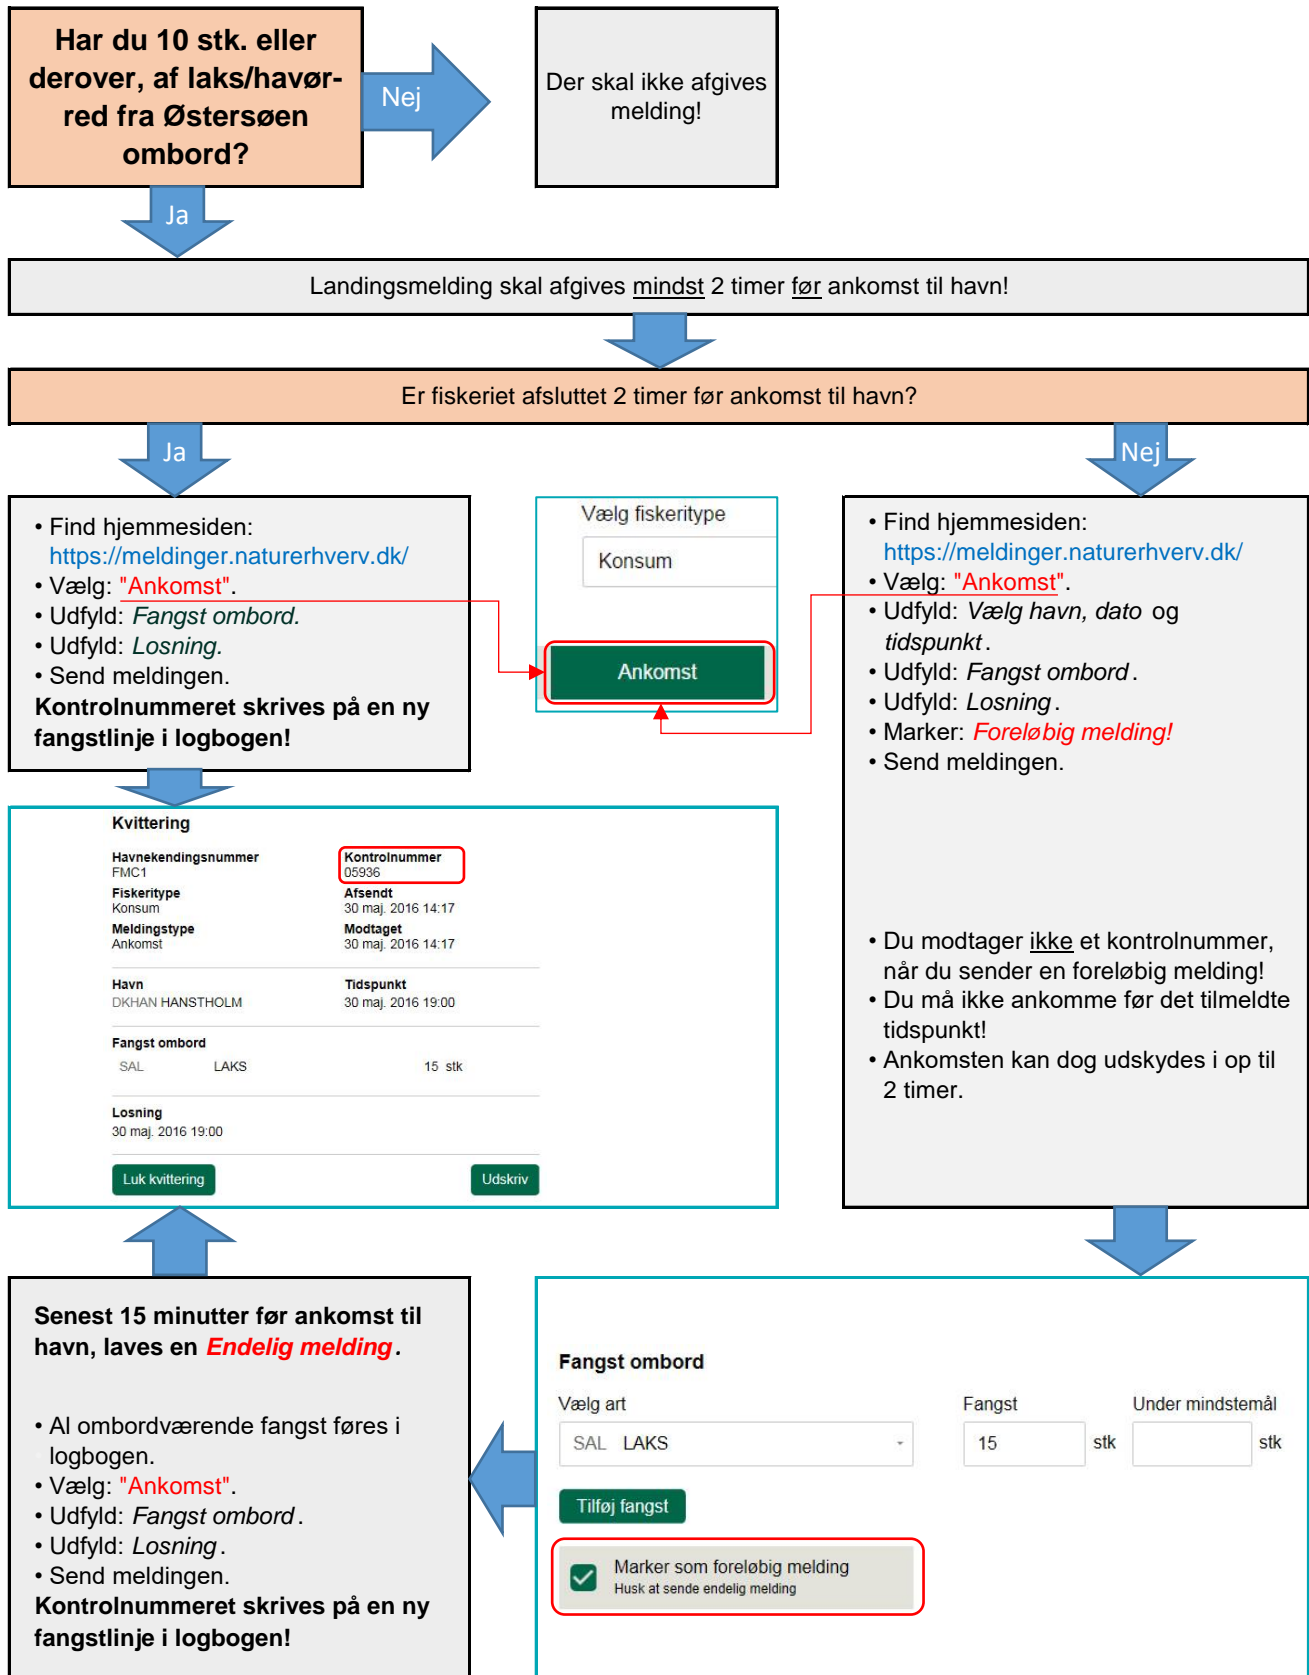 Har du 10 stk. eller
derover, af laks/havør-
red fra Østersøen
ombord?
Nej
Der skal ikke afgives
melding!
Ja
Landingsmelding skal afgives mindst 2 timer før ankomst til havn!
Er fiskeriet afsluttet 2 timer før ankomst til havn?
Ja
Nej
• Find hjemmesiden:
https://meldinger.naturerhverv.dk/
• Vælg: "Ankomst".
• Udfyld: Fangst ombord.
• Udfyld: Losning.
• Send meldingen.
Kontrolnummeret skrives på en ny
fangstlinje i logbogen!
Vælg fiskeritype
Konsum
Ankomst
• Find hjemmesiden:
https://meldinger.naturerhverv.dk/
• Vælg: "Ankomst".
• Udfyld: Vælg havn, dato og
tidspunkt.
• Udfyld: Fangst ombord.
• Udfyld: Losning.
• Marker: Foreløbig melding!
• Send meldingen.
• Du modtager ikke et kontrolnummer,
når du sender en foreløbig melding!
• Du må ikke ankomme før det tilmeldte
tidspunkt!
• Ankomsten kan dog udskydes i op til
2 timer.
Kvittering
Havnekendingsnummer Kontrolnummer
FMC1 05936
Fiskeritype Afsendt
Konsum 30 maj. 2016 14:17
Meldingstype Modtaget
Ankomst 30 maj. 2016 14:17
Havn Tidspunkt
DKHAN HANSTHOLM 30 maj. 2016 19:00
Fangst ombord
SAL LAKS 15 stk
Losning
30 maj. 2016 19:00
Luk kvittering Udskriv
Senest 15 minutter før ankomst til
havn, laves en Endelig melding.
• Al ombordværende fangst føres i
logbogen.
• Vælg: "Ankomst".
• Udfyld: Fangst ombord.
• Udfyld: Losning.
• Send meldingen.
Kontrolnummeret skrives på en ny
fangstlinje i logbogen!
Fangst ombord
Vælg art Fangst Under mindstemål
SAL LAKS 15 stk stk
Tilføj fangst
Marker som foreløbig melding
Husk at sende endelig melding